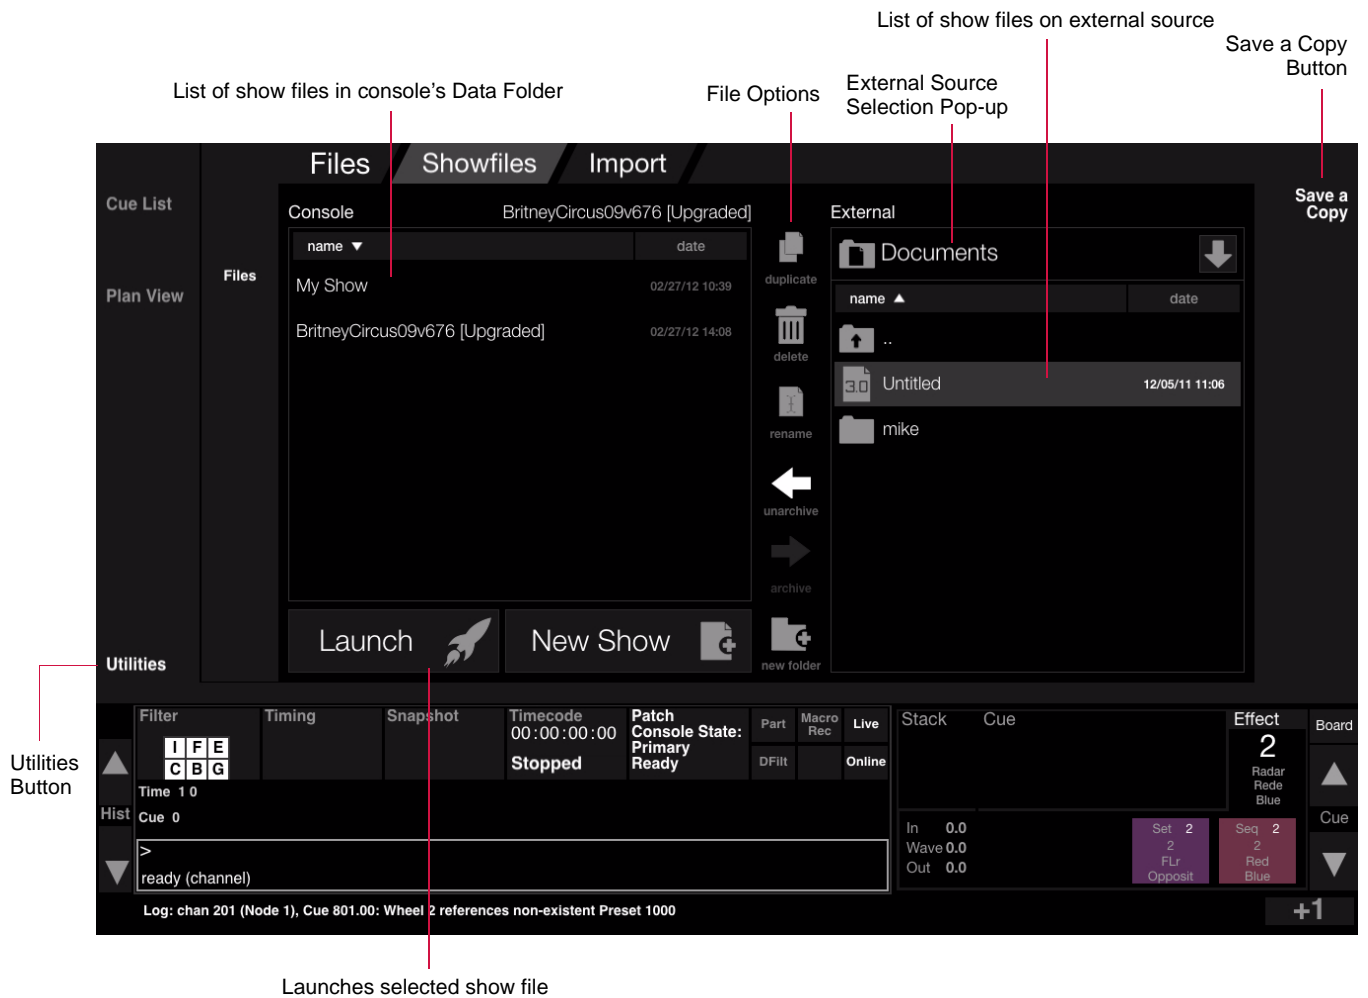 List of show files on external source
Save a Copy
Button
List of show files in console's Data Folder
File Options
External Source
Selection Pop-up
Files
Showfiles
Import
Cue List
Plan View
Utilities
Files
Save a
Copy
Console
BritneyCircus09v676 [Upgraded]
name
date
My Show
02/27/12 10:39
BritneyCircus09v676 [Upgraded]
02/27/12 14:08
duplicate
delete
rename
unarchive
archive
new folder
External
Documents
name
date
..
3.0
Untitled
12/05/11 11:06
mike
Launch
New Show
Utilities
Button
Filter
I F E
C B G
Timing
Snapshot
Timecode
00:00:00:00
Stopped
Patch
Console State:
Primary
Ready
Part
Macro
Rec
Live
DFilt
Online
Stack
Cue
Effect
2
Radar
Rede
Blue
Board
Cue
Hist
Time 1 0
Cue 0
>
ready (channel)
In 0.0
Wave 0.0
Out 0.0
Set 2
2
FLr
Opposit
Seq 2
2
Red
Blue
Log: chan 201 (Node 1), Cue 801.00: Wheel 2 references non-existent Preset 1000
+1
Launches selected show file